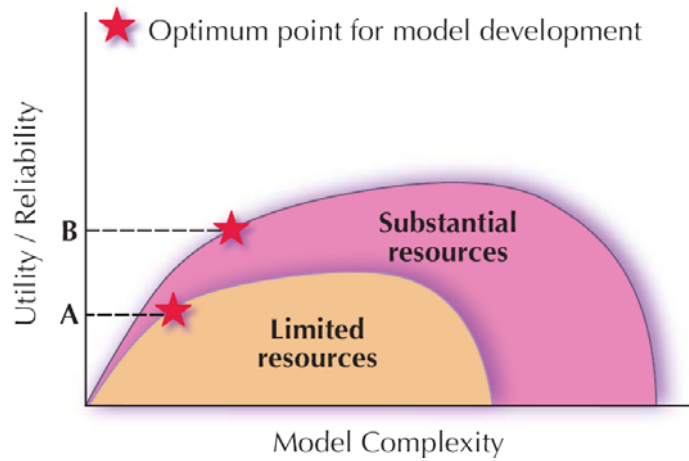 Optimum point for model development
Utility / Reliability
B
Substantial
resources
A
Limited
resources
Model Complexity